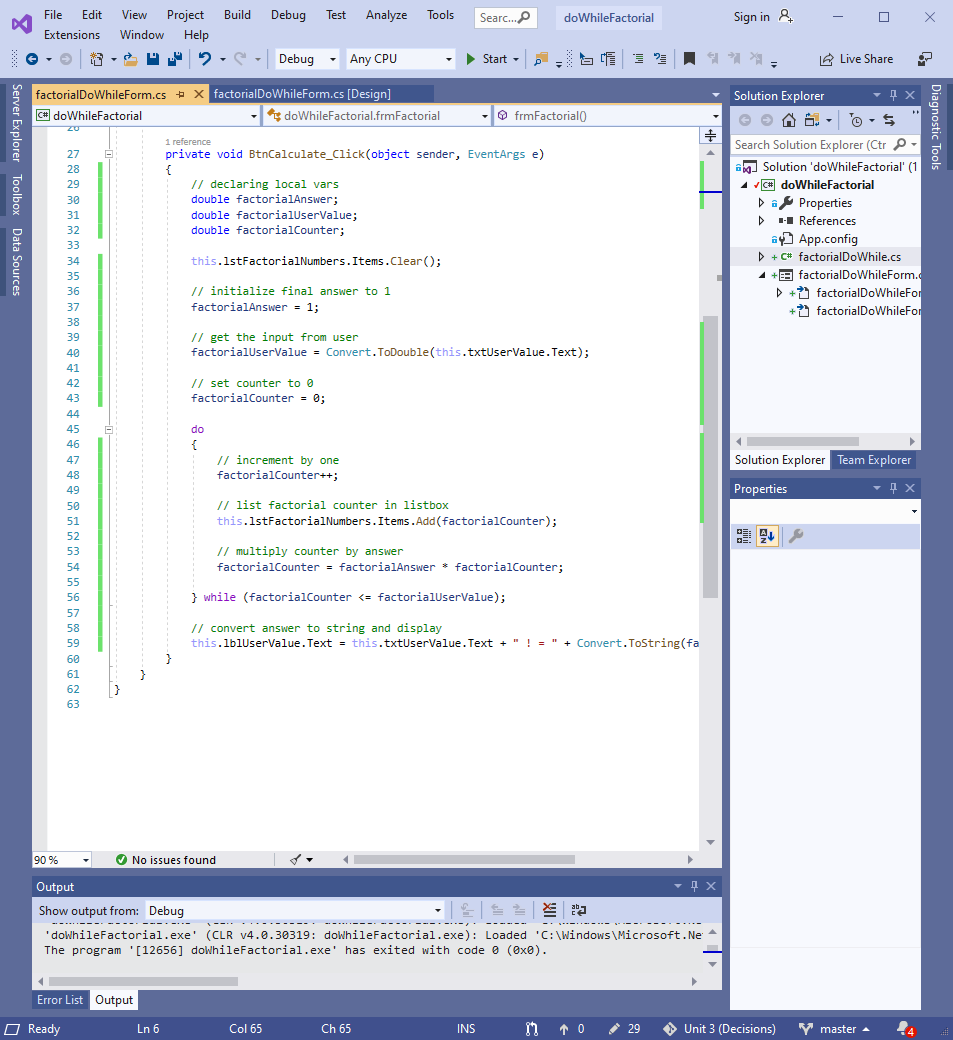 File Edit View Project Build Debug Test Analyze Tools Searc... doWhileFactorial Sign in
Extensions Window Help
Debug Any CPU Start Live Share
Server Explorer
Toolbox
Data Sources
factorialDoWhileForm.cs factorialDoWhileForm.cs [Design]
C# doWhileFactorial doWhileFactorial.frmFactorial frmFactorial()
26
1 reference
27 private void BtnCalculate_Click(object sender, EventArgs e)
28 {
29 // declaring local vars
30 double factorialAnswer;
31 double factorialUserValue;
32 double factorialCounter;
33
34 this.lstFactorialNumbers.Items.Clear();
35
36 // initialize final answer to 1
37 factorialAnswer = 1;
38
39 // get the input from user
40 factorialUserValue = Convert.ToDouble(this.txtUserValue.Text);
41
42 // set counter to 0
43 factorialCounter = 0;
44
45 do
46 {
47 // increment by one
48 factorialCounter++;
49
50 // list factorial counter in listbox
51 this.lstFactorialNumbers.Items.Add(factorialCounter);
52
53 // multiply counter by answer
54 factorialCounter = factorialAnswer * factorialCounter;
55
56 } while (factorialCounter <= factorialUserValue);
57
58 // convert answer to string and display
59 this.lblUserValue.Text = this.txtUserValue.Text + " ! = " + Convert.ToString(fa
60 }
61 }
62 }
63
90 % No issues found
Output
Show output from: Debug
'doWhileFactorial.exe' (CLR v4.0.30319: doWhileFactorial.exe): Loaded 'C:\Windows\Microsoft.Ne
The program '[12656] doWhileFactorial.exe' has exited with code 0 (0x0).
Error List Output
Solution Explorer
Search Solution Explorer (Ctr
Solution 'doWhileFactorial' (1
C# doWhileFactorial
Properties
References
App.config
C# factorialDoWhile.cs
factorialDoWhileForm.c
factorialDoWhileFor
factorialDoWhileFor
Solution Explorer Team Explorer
Properties
Diagnostic Tools
Ready Ln 6 Col 65 Ch 65 INS 0 29 Unit 3 (Decisions) master 4